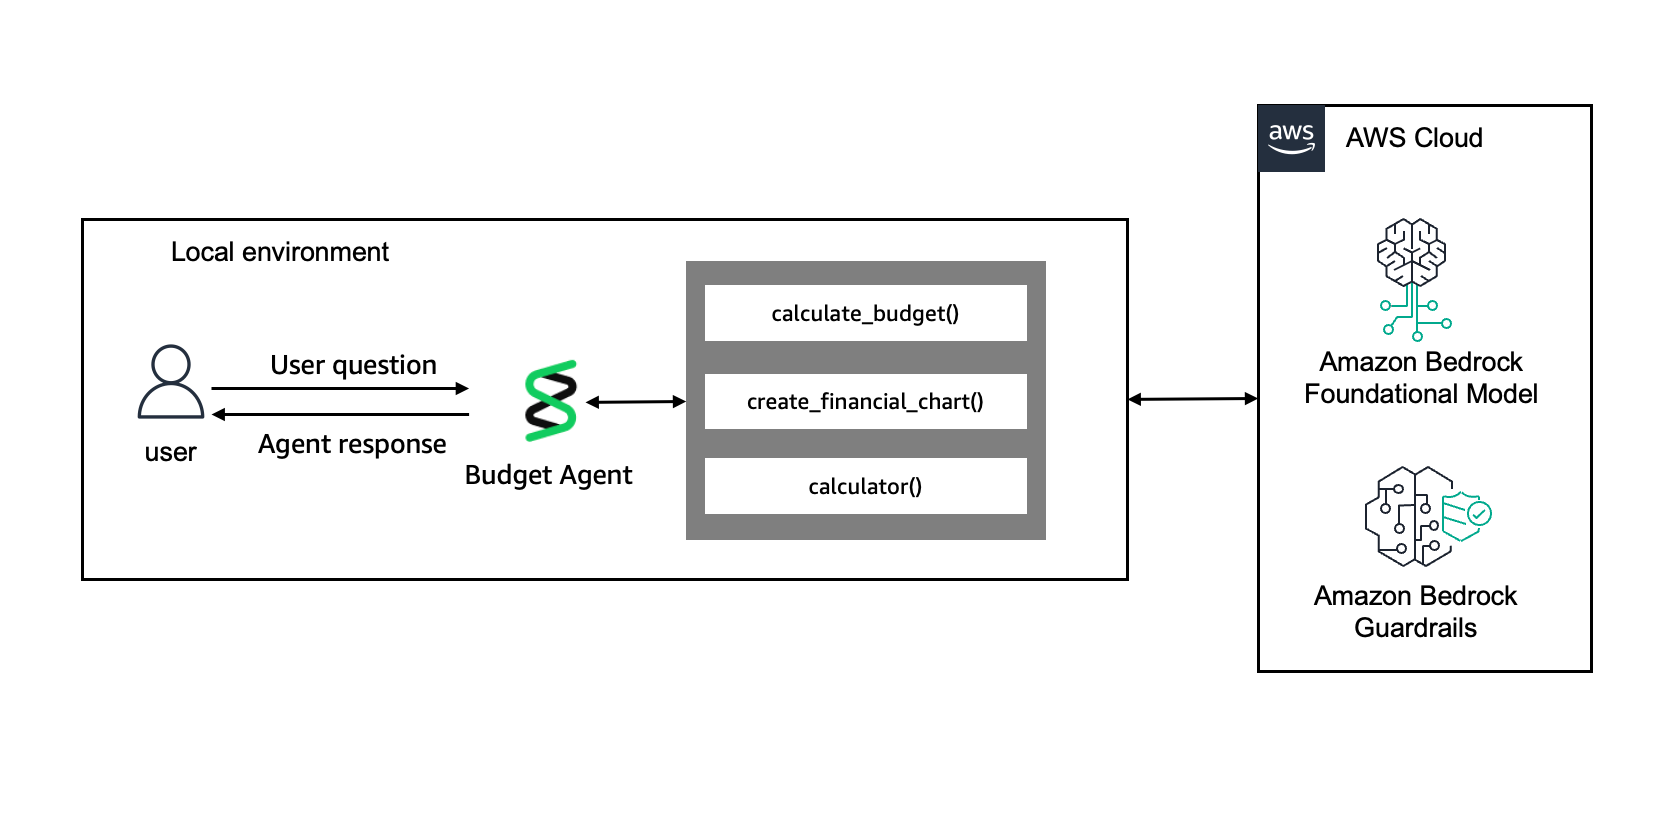 aws
AWS Cloud
Local environment
User question
Agent response
user
Budget Agent
calculate_budget()
create_financial_chart()
calculator()
Amazon Bedrock
Foundational Model
Amazon Bedrock
Guardrails